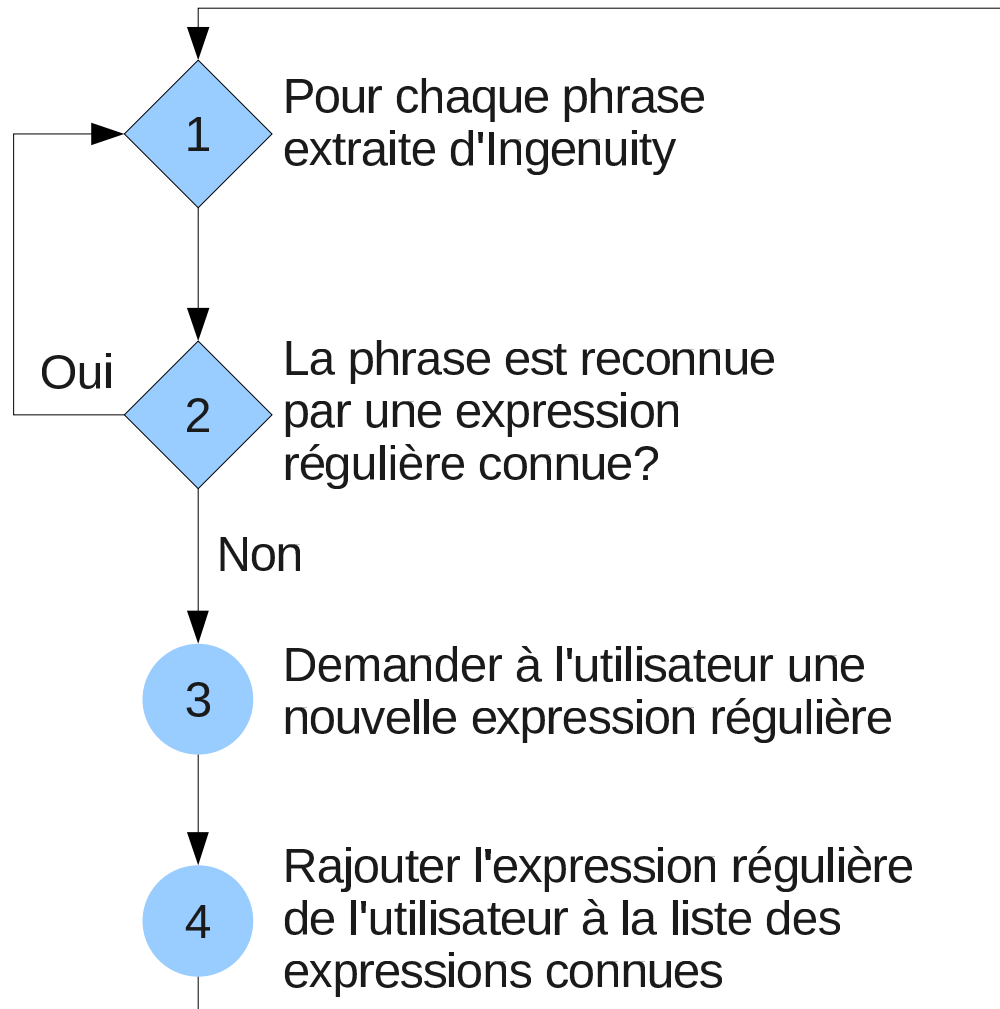 1
Pour chaque phrase
extraite d'Ingenuity
Oui
2
La phrase est reconnue
par une expression
régulière connue?
Non
3
Demander à l'utilisateur une
nouvelle expression régulière
4
Rajouter l'expression régulière
de l'utilisateur à la liste des
expressions connues